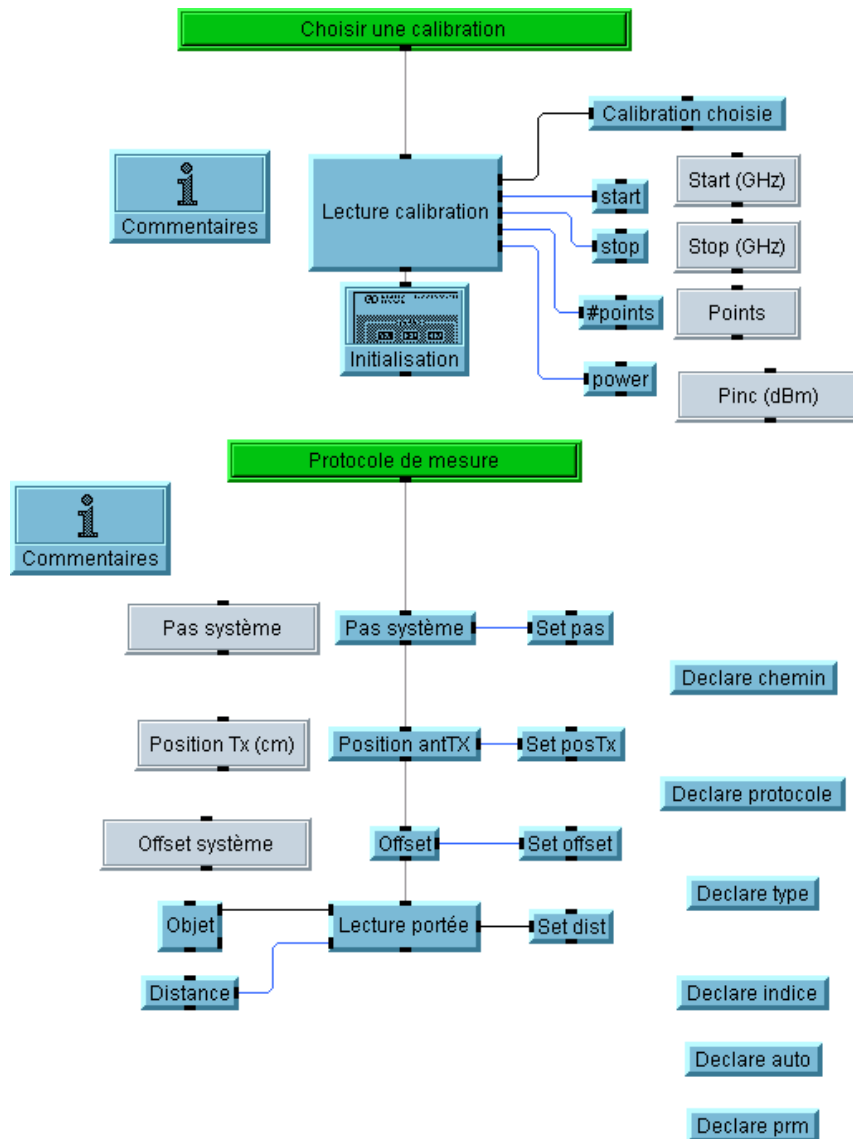 Choisir une calibration
Calibration choisie
Commentaires
Lecture calibration
start
Start (GHz)
stop
Stop (GHz)
Initialisation
#points
Points
power
Pinc (dBm)
Protocole de mesure
Commentaires
Pas système
Pas système
Set pas
Declare chemin
Position Tx (cm)
Position antTX
Set posTx
Declare protocole
Offset système
Offset
Set offset
Declare type
Objet
Lecture portée
Set dist
Distance
Declare indice
Declare auto
Declare prm